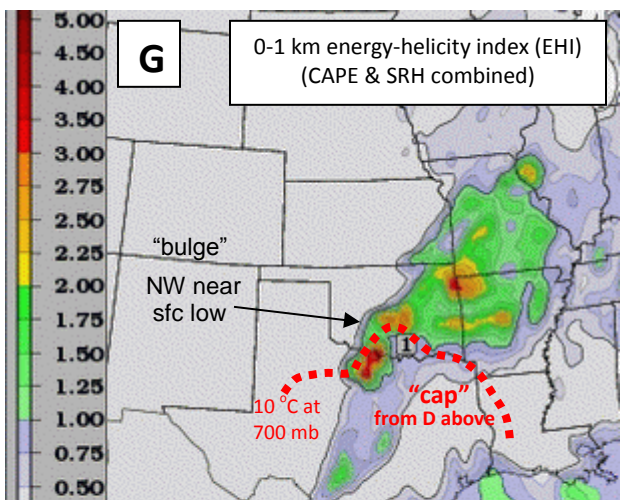 G
0-1 km energy-helicity index (EHI)
(CAPE & SRH combined)
5.00
4.50
4.00
3.50
3.00
2.75
2.50
2.25
2.00
1.75
1.50
1.25
1.00
0.75
0.50
“bulge”
NW near
sfc low
1
10 °C at
700 mb
“cap”
from D above